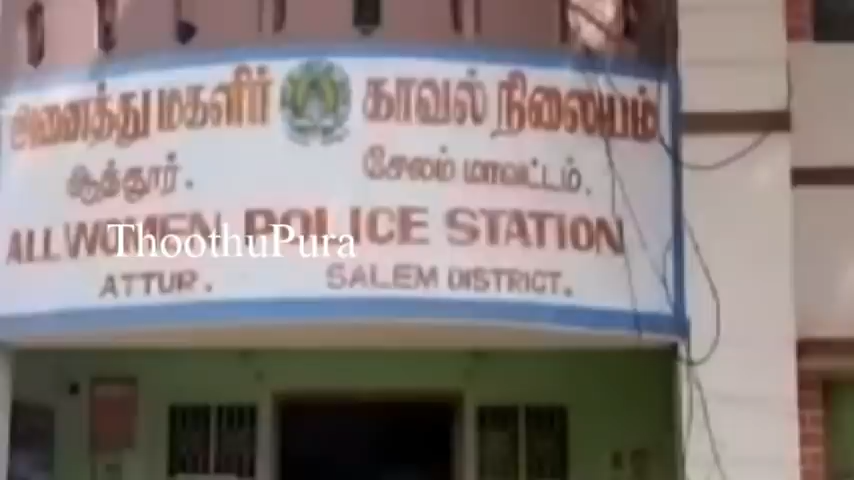 அனைத்து மகளிர் காவல் நிலையம்
ஆத்தூர். சேலம் மாவட்டம்.
ALL WOMEN POLICE STATION
ThoothuPura
ATTUR. SALEM DISTRICT.